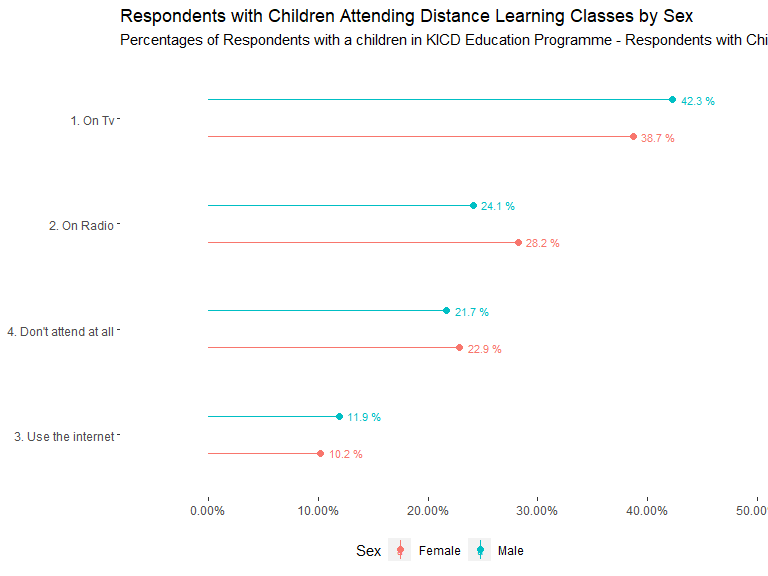 Respondents with Children Attending Distance Learning Classes by Sex
Percentages of Respondents with a children in KICD Education Programme - Respondents with Chi
1. On Tv
42.3 %
38.7 %
2. On Radio
24.1 %
28.2 %
4. Don't attend at all
21.7 %
22.9 %
3. Use the internet
11.9 %
10.2 %
0.00% 10.00% 20.00% 30.00% 40.00% 50.00
Sex Female Male